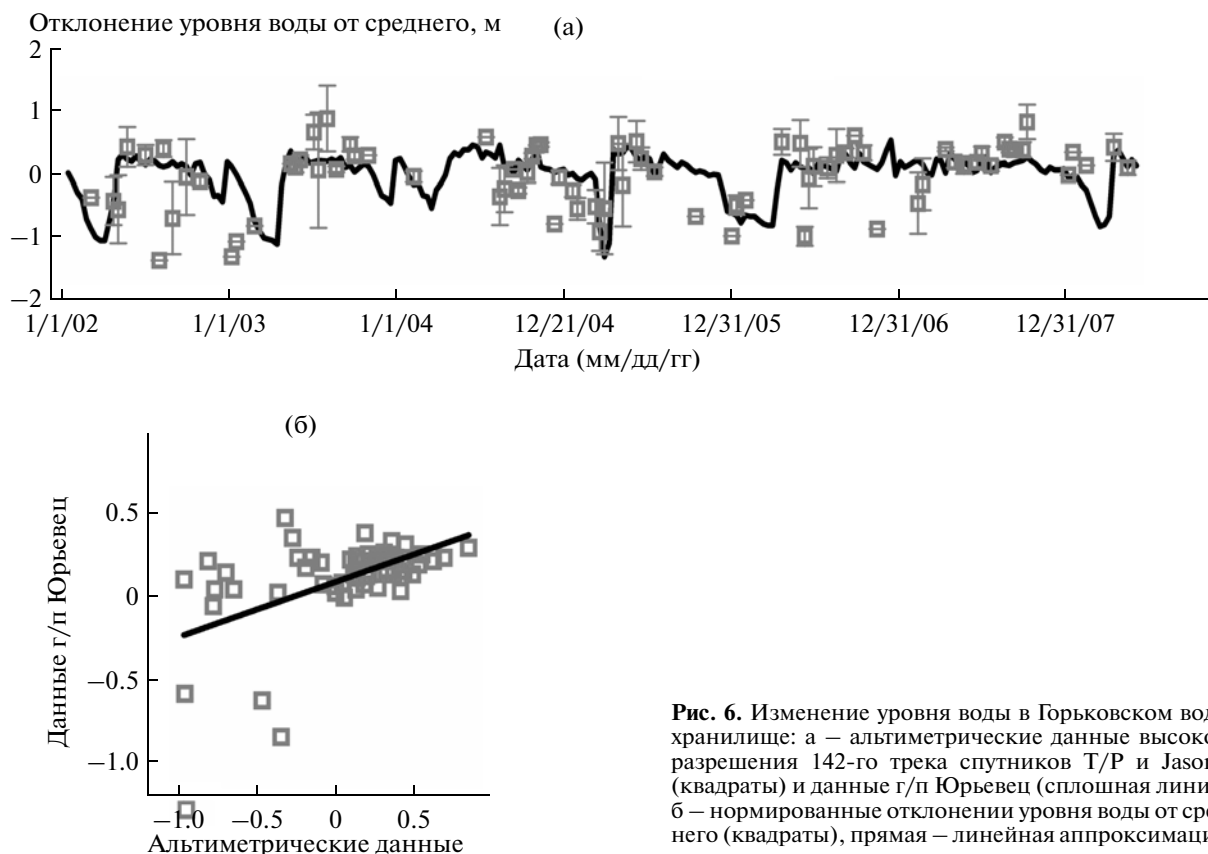 Отклонение уровня воды от среднего, м
(а)
2
1
0
−1
−2
1/1/02 1/1/03 1/1/04 12/21/04 12/31/05 12/31/06 12/31/07
Дата (мм/дд/гг)
(б)
Данные г/п Юрьевец
0.5
0
−0.5
−1.0
−1.0 −0.5 0 0.5
Альтиметрические данные
Рис. 6. Изменение уровня воды в Горьковском вод
хранилище: а – альтиметрические данные высоко
разрешения 142-го трека спутников T/P и Jason
(квадраты) и данные г/п Юрьевец (сплошная лини
б – нормированные отклонении уровня воды от сре
него (квадраты), прямая – линейная аппроксимаци